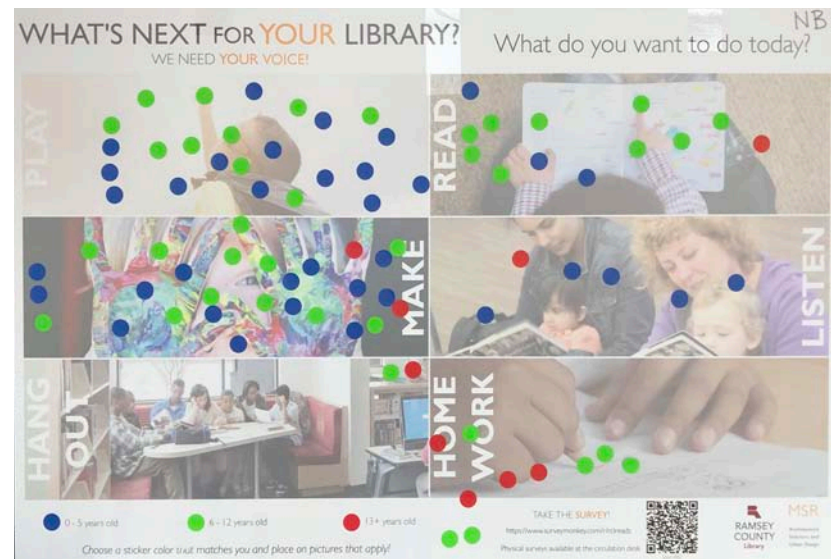 WHAT'S NEXT FOR YOUR LIBRARY?
WE NEED YOUR VOICE!
What do you want to do today?
NB
PLAY
READ
MAKE
LISTEN
HANG
OUT
HOME
WORK
0 - 5 years old
6 - 12 years old
13+ years old
Choose a sticker color that matches you and place on pictures that apply!
TAKE THE SURVEY!
Physical surveys available at the circulation desk
RAMSEY
COUNTY
Library
MSR